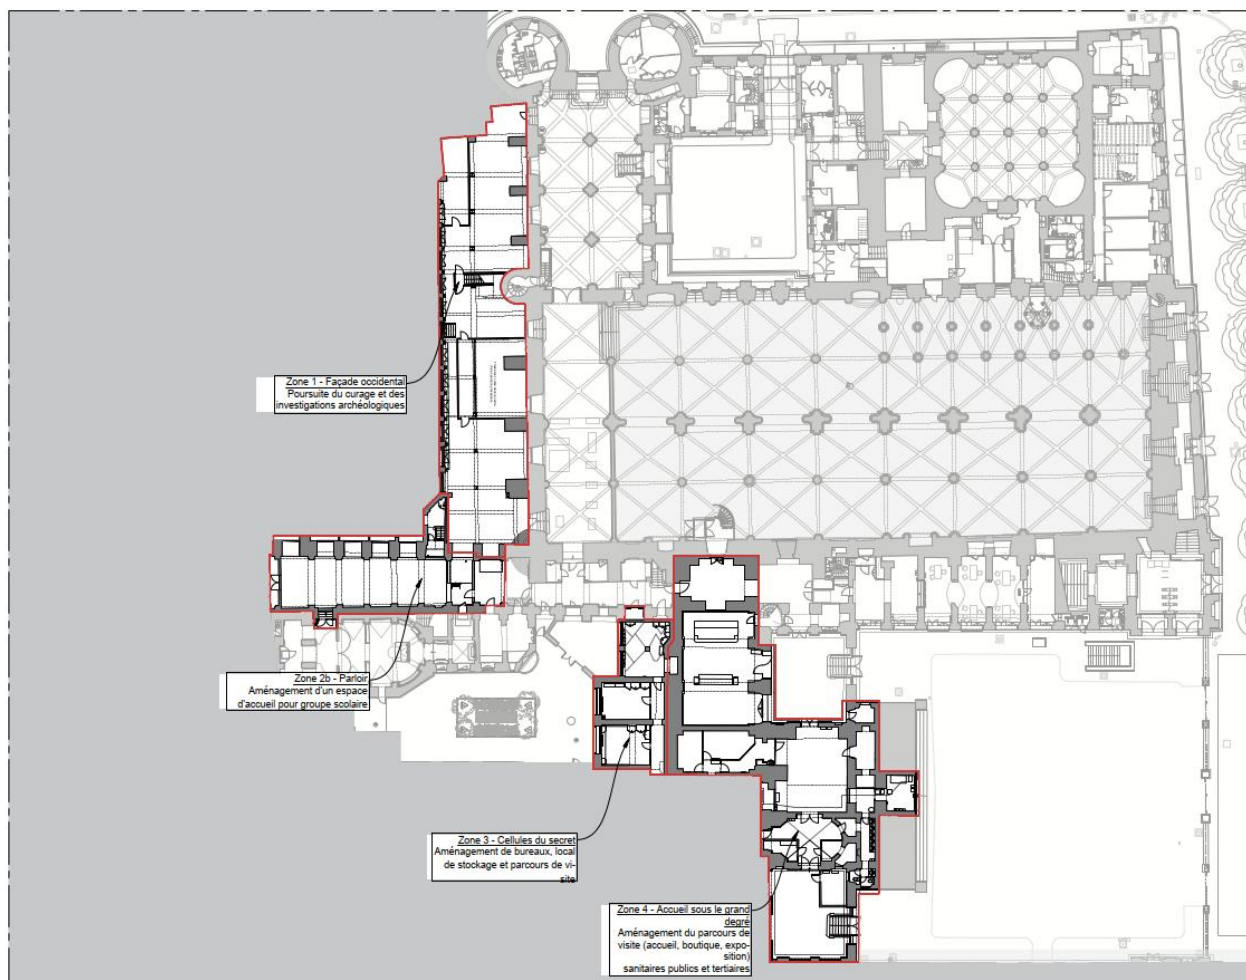 Zone 1 - Façade occidental
Poursuite du curage et des
investigations archéologiques
Zone 2b - Parloir
Aménagement d'un espace
d'accueil pour groupe scolaire
Zone 3 - Cellules du secret
Aménagement de bureaux, local
de stockage et parcours de vi-
site
Zone 4 - Accueil sous le grand
degré
Aménagement du parcours de
visite (accueil, boutique, expo-
sition)
sanitaires publics et tertiaires